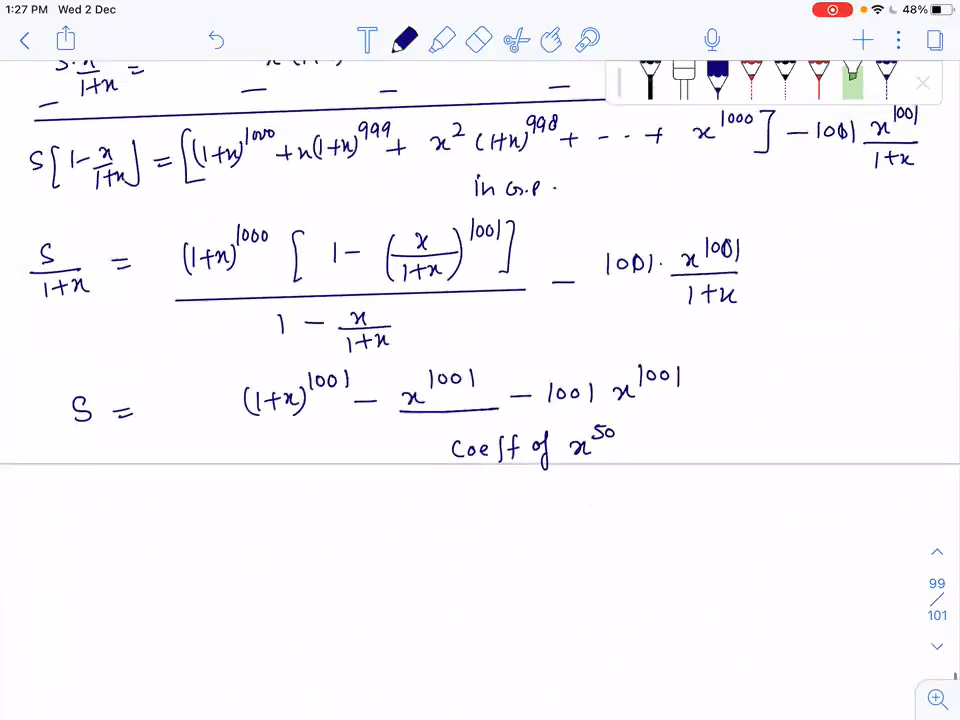 1:27 PM Wed 2 Dec 48%
T
S·x/(1+x) =
S[1 - x/(1+x)] = [(1+x)^1000 + x(1+x)^999 + x^2 (1+x)^998 + - - + x^1000] - 1001 x^1001/(1+x)
in G.P.
S/(1+x) = (1+x)^1000 [1 - (x/(1+x))^1001] / (1 - x/(1+x)) - 1001 · x^1001/(1+x)
S = (1+x)^1001 - x^1001 - 1001 x^1001
Coeff of x^50
99
/
101